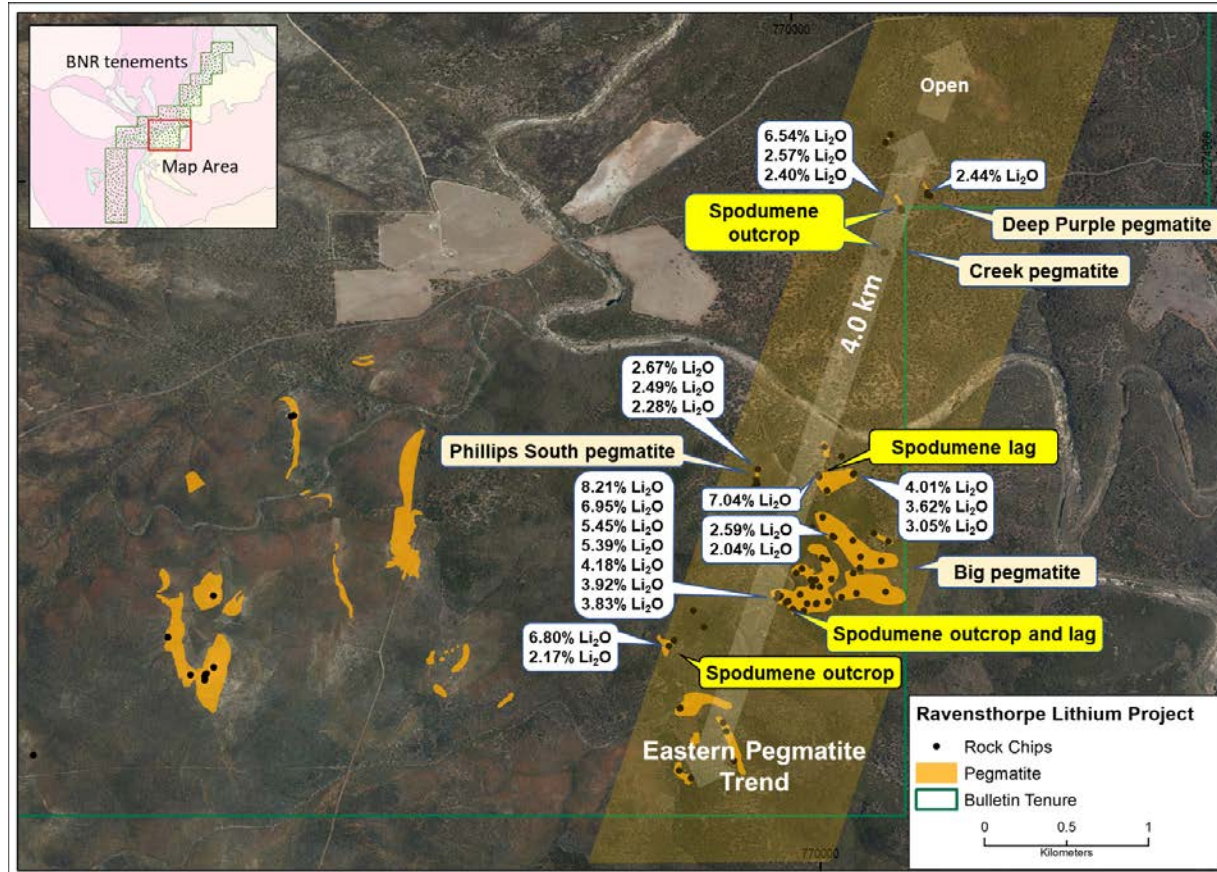 BNR tenements
Map Area
770000
Open
6.54% Li₂O
2.57% Li₂O
2.40% Li₂O
2.44% Li₂O
Spodumene
outcrop
Deep Purple pegmatite
Creek pegmatite
4.0 km
2.67% Li₂O
2.49% Li₂O
2.28% Li₂O
Phillips South pegmatite
Spodumene lag
8.21% Li₂O
6.95% Li₂O
5.45% Li₂O
5.39% Li₂O
4.18% Li₂O
3.92% Li₂O
3.83% Li₂O
7.04% Li₂O
4.01% Li₂O
3.62% Li₂O
3.05% Li₂O
2.59% Li₂O
2.04% Li₂O
Big pegmatite
Spodumene outcrop and lag
6.80% Li₂O
2.17% Li₂O
Spodumene outcrop
Eastern Pegmatite
Trend
770000
Ravensthorpe Lithium Project
Rock Chips
Pegmatite
Bulletin Tenure
0 0.5 1
Kilometers